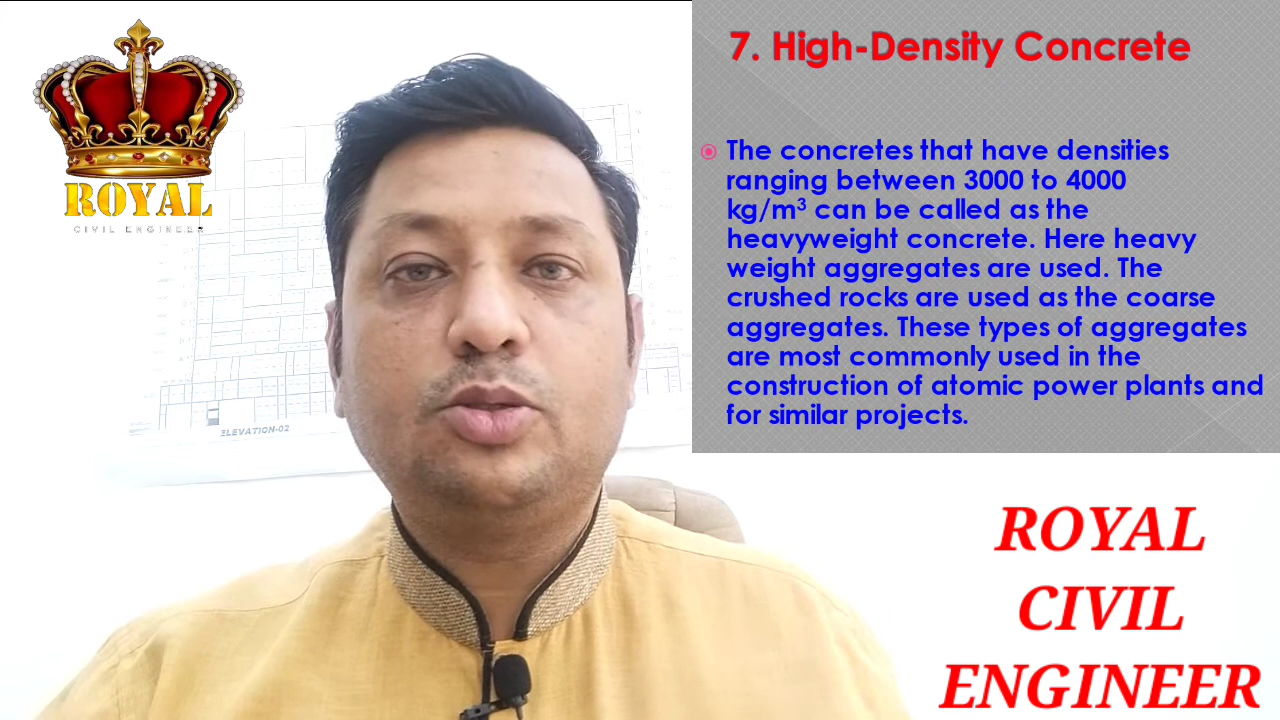 ROYAL
CIVIL ENGINEER
ELEVATION-02
7. High-Density Concrete
The concretes that have densities
ranging between 3000 to 4000
kg/m³ can be called as the
heavyweight concrete. Here heavy
weight aggregates are used. The
crushed rocks are used as the coarse
aggregates. These types of aggregates
are most commonly used in the
construction of atomic power plants and
for similar projects.
ROYAL
CIVIL
ENGINEER